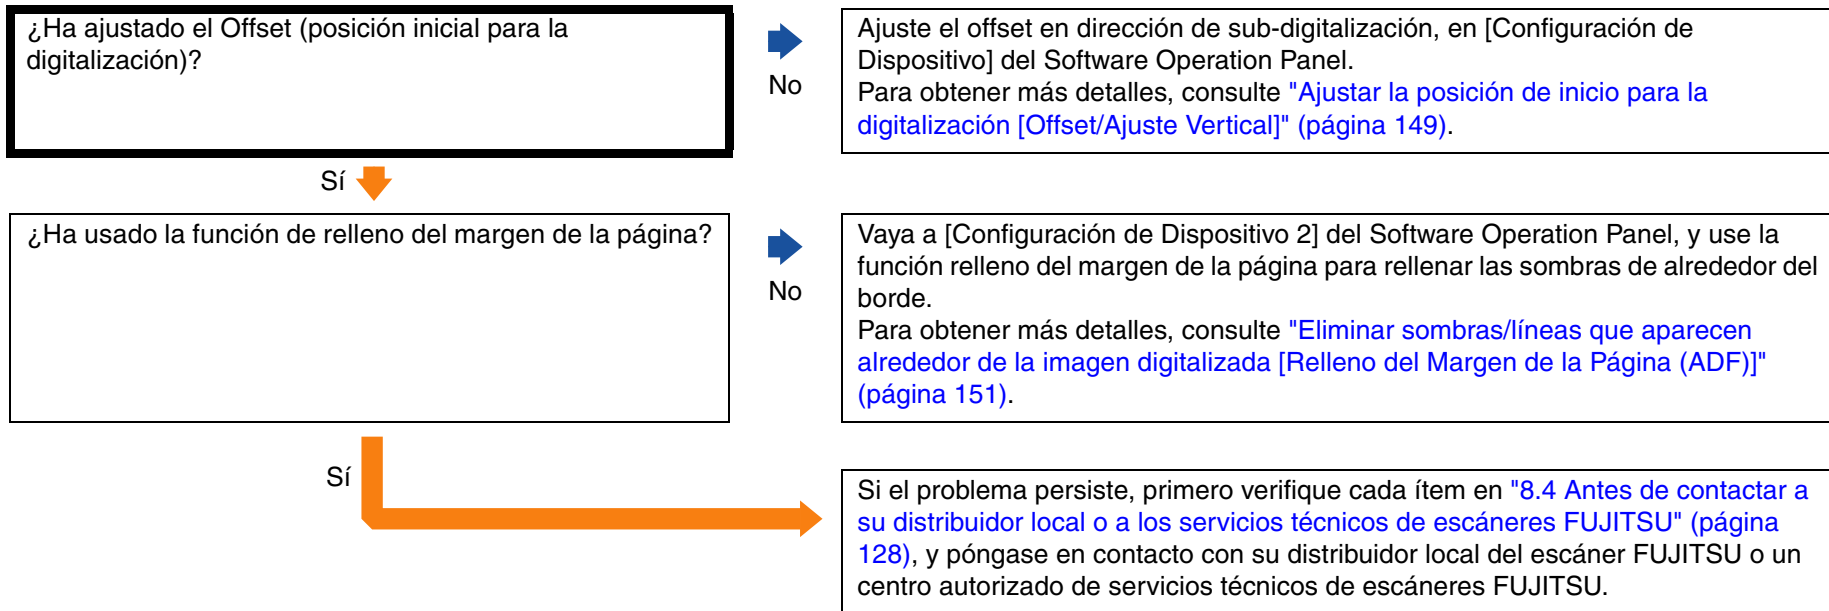 ¿Ha ajustado el Offset (posición inicial para la
digitalización)?
No
Ajuste el offset en dirección de sub-digitalización, en [Configuración de
Dispositivo] del Software Operation Panel.
Para obtener más detalles, consulte "Ajustar la posición de inicio para la
digitalización [Offset/Ajuste Vertical]" (página 149).
Sí
¿Ha usado la función de relleno del margen de la página?
No
Vaya a [Configuración de Dispositivo 2] del Software Operation Panel, y use la
función relleno del margen de la página para rellenar las sombras de alrededor del
borde.
Para obtener más detalles, consulte "Eliminar sombras/líneas que aparecen
alrededor de la imagen digitalizada [Relleno del Margen de la Página (ADF)]"
(página 151).
Sí
Si el problema persiste, primero verifique cada ítem en "8.4 Antes de contactar a
su distribuidor local o a los servicios técnicos de escáneres FUJITSU" (página
128), y póngase en contacto con su distribuidor local del escáner FUJITSU o un
centro autorizado de servicios técnicos de escáneres FUJITSU.